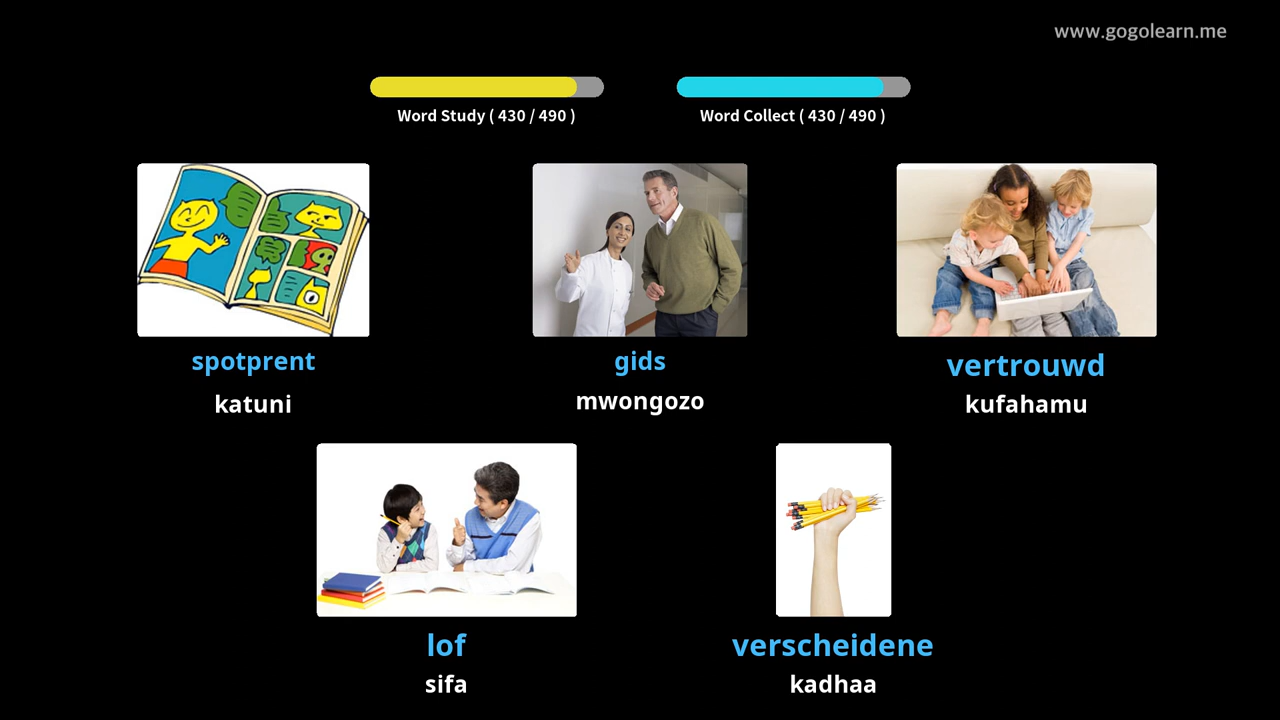 www.gogolearn.me
Word Study ( 430 / 490 )
Word Collect ( 430 / 490 )
spotprent
katuni
gids
mwongozo
vertrouwd
kufahamu
lof
sifa
verscheidene
kadhaa